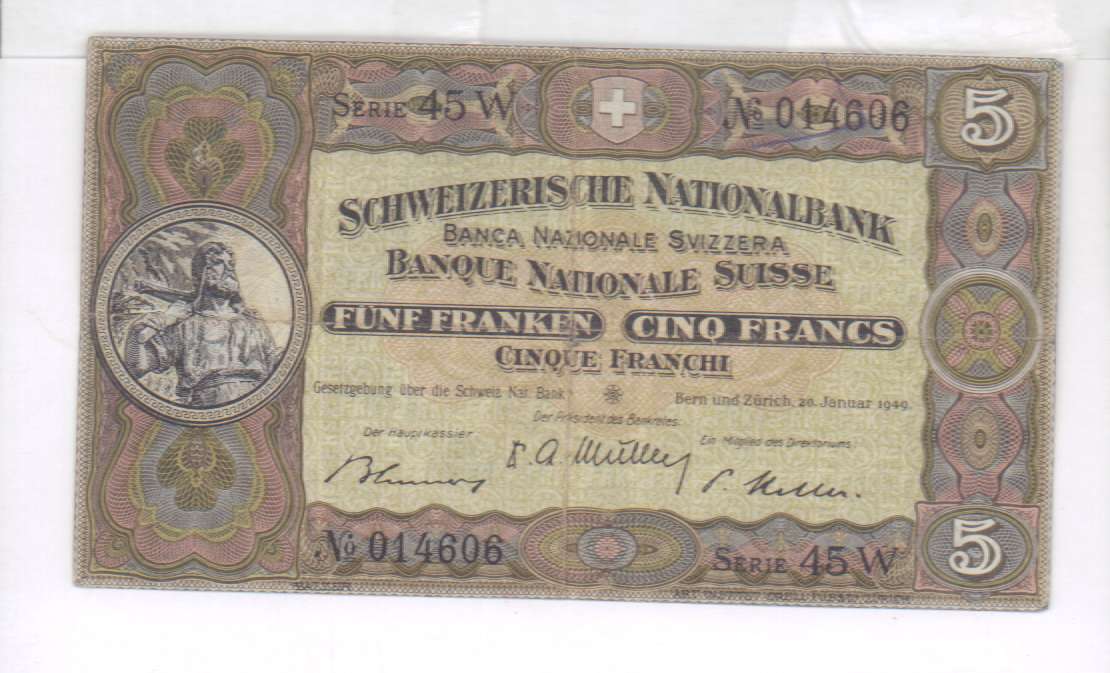 SERIE 45 W
№ 014606
5
SCHWEIZERISCHE NATIONALBANK
BANCA NAZIONALE SVIZZERA
BANQUE NATIONALE SUISSE
FÜNF FRANKEN CINQ FRANCS
CINQUE FRANCHI
Gesetzgebung über die Schweiz. Nat. Bank
Bern und Zürich, 20. Januar 1949.
Der Präsident des Bankrates
Der Hauptkassier
Ein Mitglied des Direktoriums
№ 014606
SERIE 45 W
5